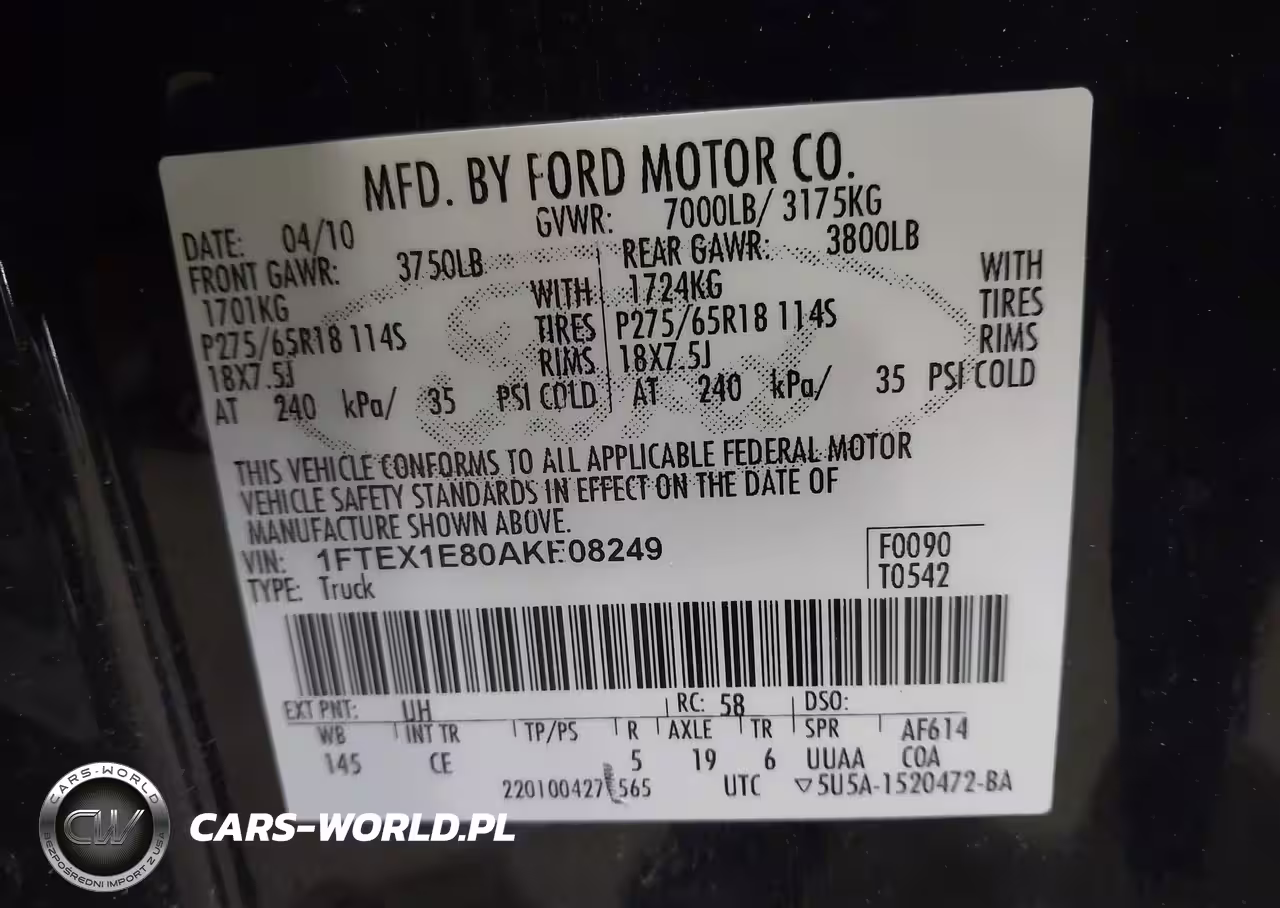 MFD. BY FORD MOTOR CO.
DATE: 04/10 GVWR: 7000LB/ 3175KG
FRONT GAWR: 3750LB REAR GAWR: 3800LB
1701KG WITH 1724KG WITH
P275/65R18 114S TIRES P275/65R18 114S TIRES
18X7.5J RIMS 18X7.5J RIMS
AT 240 kPa/ 35 PSI COLD AT 240 kPa/ 35 PSI COLD
THIS VEHICLE CONFORMS TO ALL APPLICABLE FEDERAL MOTOR
VEHICLE SAFETY STANDARDS IN EFFECT ON THE DATE OF
MANUFACTURE SHOWN ABOVE.
VIN: 1FTEX1E80AKE08249 F0090
TYPE: Truck T0542
EXT PNT: UH RC: 58 DSO:
WB INT TR TP/PS R AXLE TR SPR AF614
145 CE 5 19 6 UUAA COA
220100427 565 UTC ▽5U5A-1520472-BA
CARS-WORLD
CW
BEZPOŚREDNI IMPORT Z USA
CARS-WORLD.PL